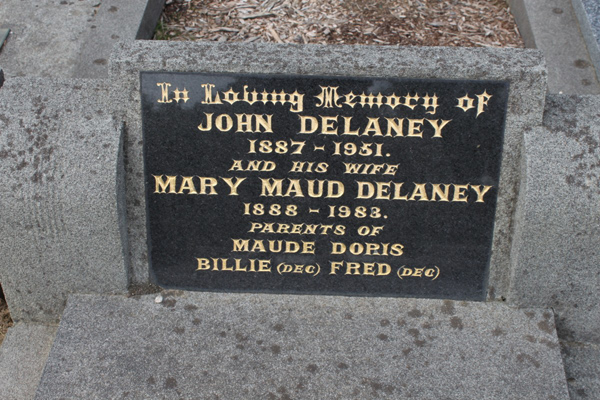 In Loving Memory of
JOHN DELANEY
1887 - 1951.
AND HIS WIFE
MARY MAUD DELANEY
1888 - 1983.
PARENTS OF
MAUDE DORIS
BILLIE (DEC) FRED (DEC)